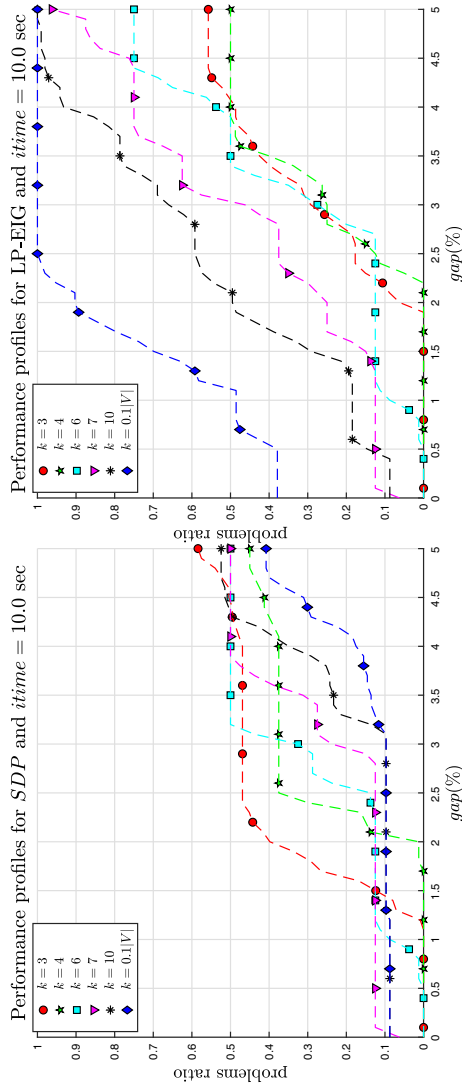 Performance profiles for SDP and itime = 10.0 sec
k = 3
k = 4
k = 6
k = 7
k = 10
k = 0.1|V|
problems ratio
1
0.9
0.8
0.7
0.6
0.5
0.4
0.3
0.2
0.1
0
0 0.5 1 1.5 2 2.5 3 3.5 4 4.5 5
gap(%)
Performance profiles for LP-EIG and itime = 10.0 sec
k = 3
k = 4
k = 6
k = 7
k = 10
k = 0.1|V|
problems ratio
1
0.9
0.8
0.7
0.6
0.5
0.4
0.3
0.2
0.1
0
0 0.5 1 1.5 2 2.5 3 3.5 4 4.5 5
gap(%)